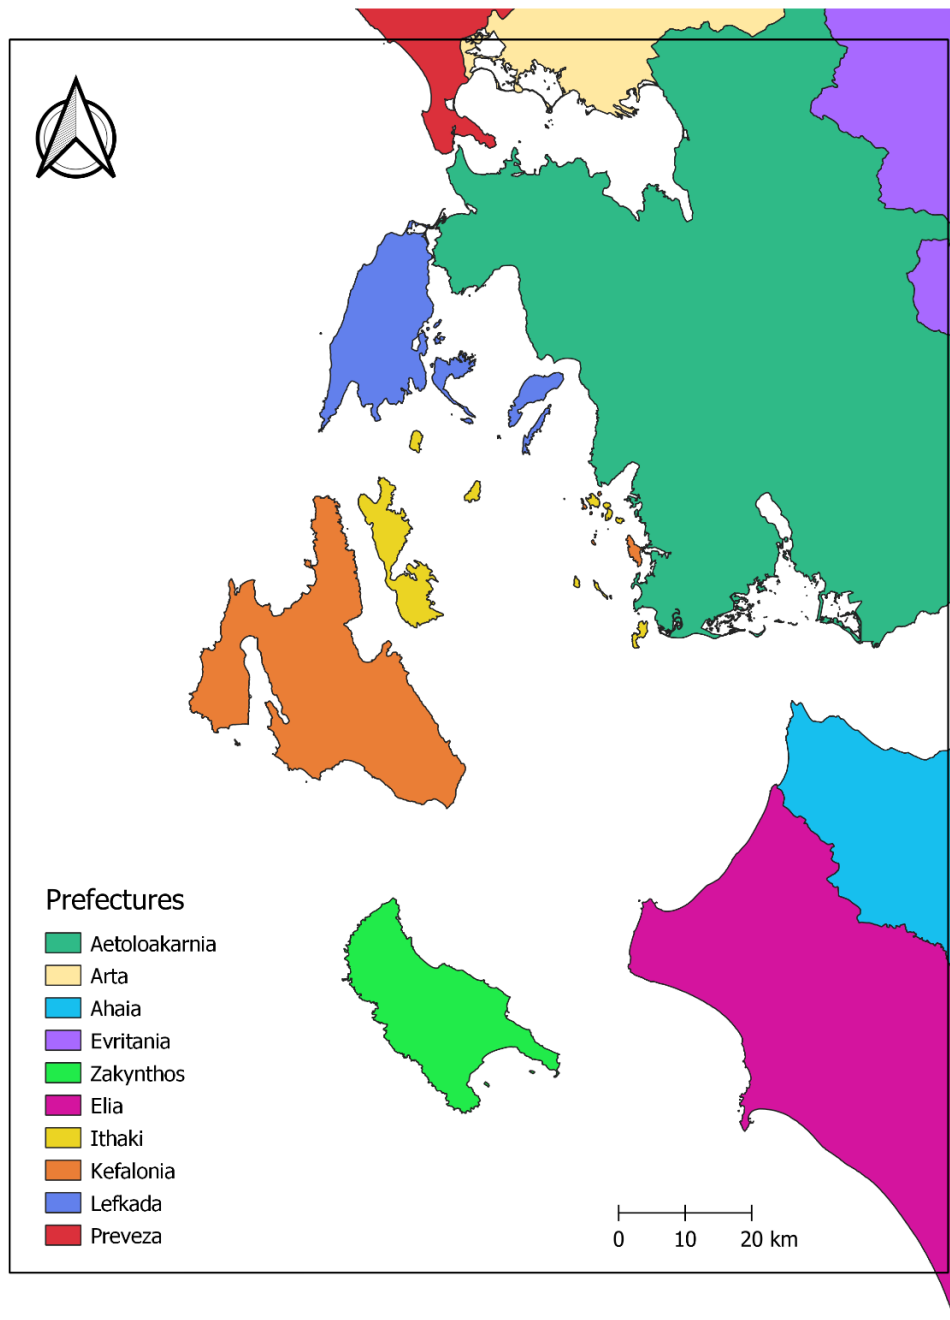 Prefectures
Aetoloakarnia
Arta
Ahaia
Evritania
Zakynthos
Elia
Ithaki
Kefalonia
Lefkada
Preveza
0 10 20 km